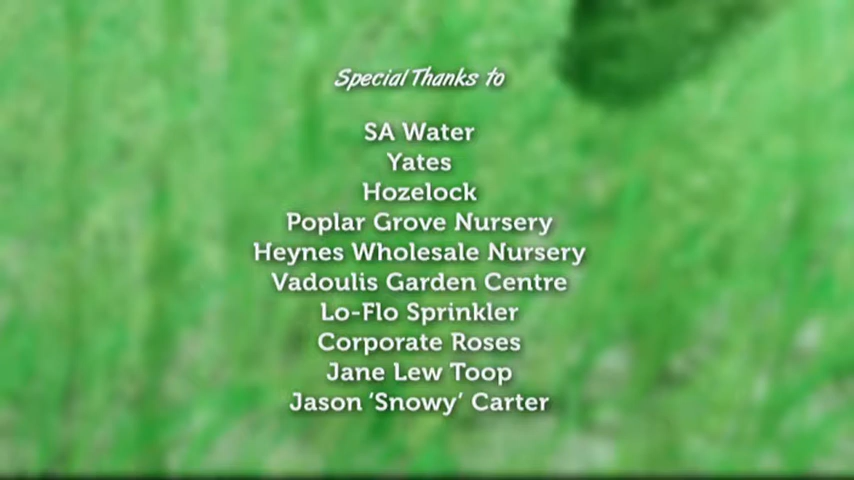 Special Thanks to
SA Water
Yates
Hozelock
Poplar Grove Nursery
Heynes Wholesale Nursery
Vadoulis Garden Centre
Lo-Flo Sprinkler
Corporate Roses
Jane Lew Toop
Jason ‘Snowy’ Carter